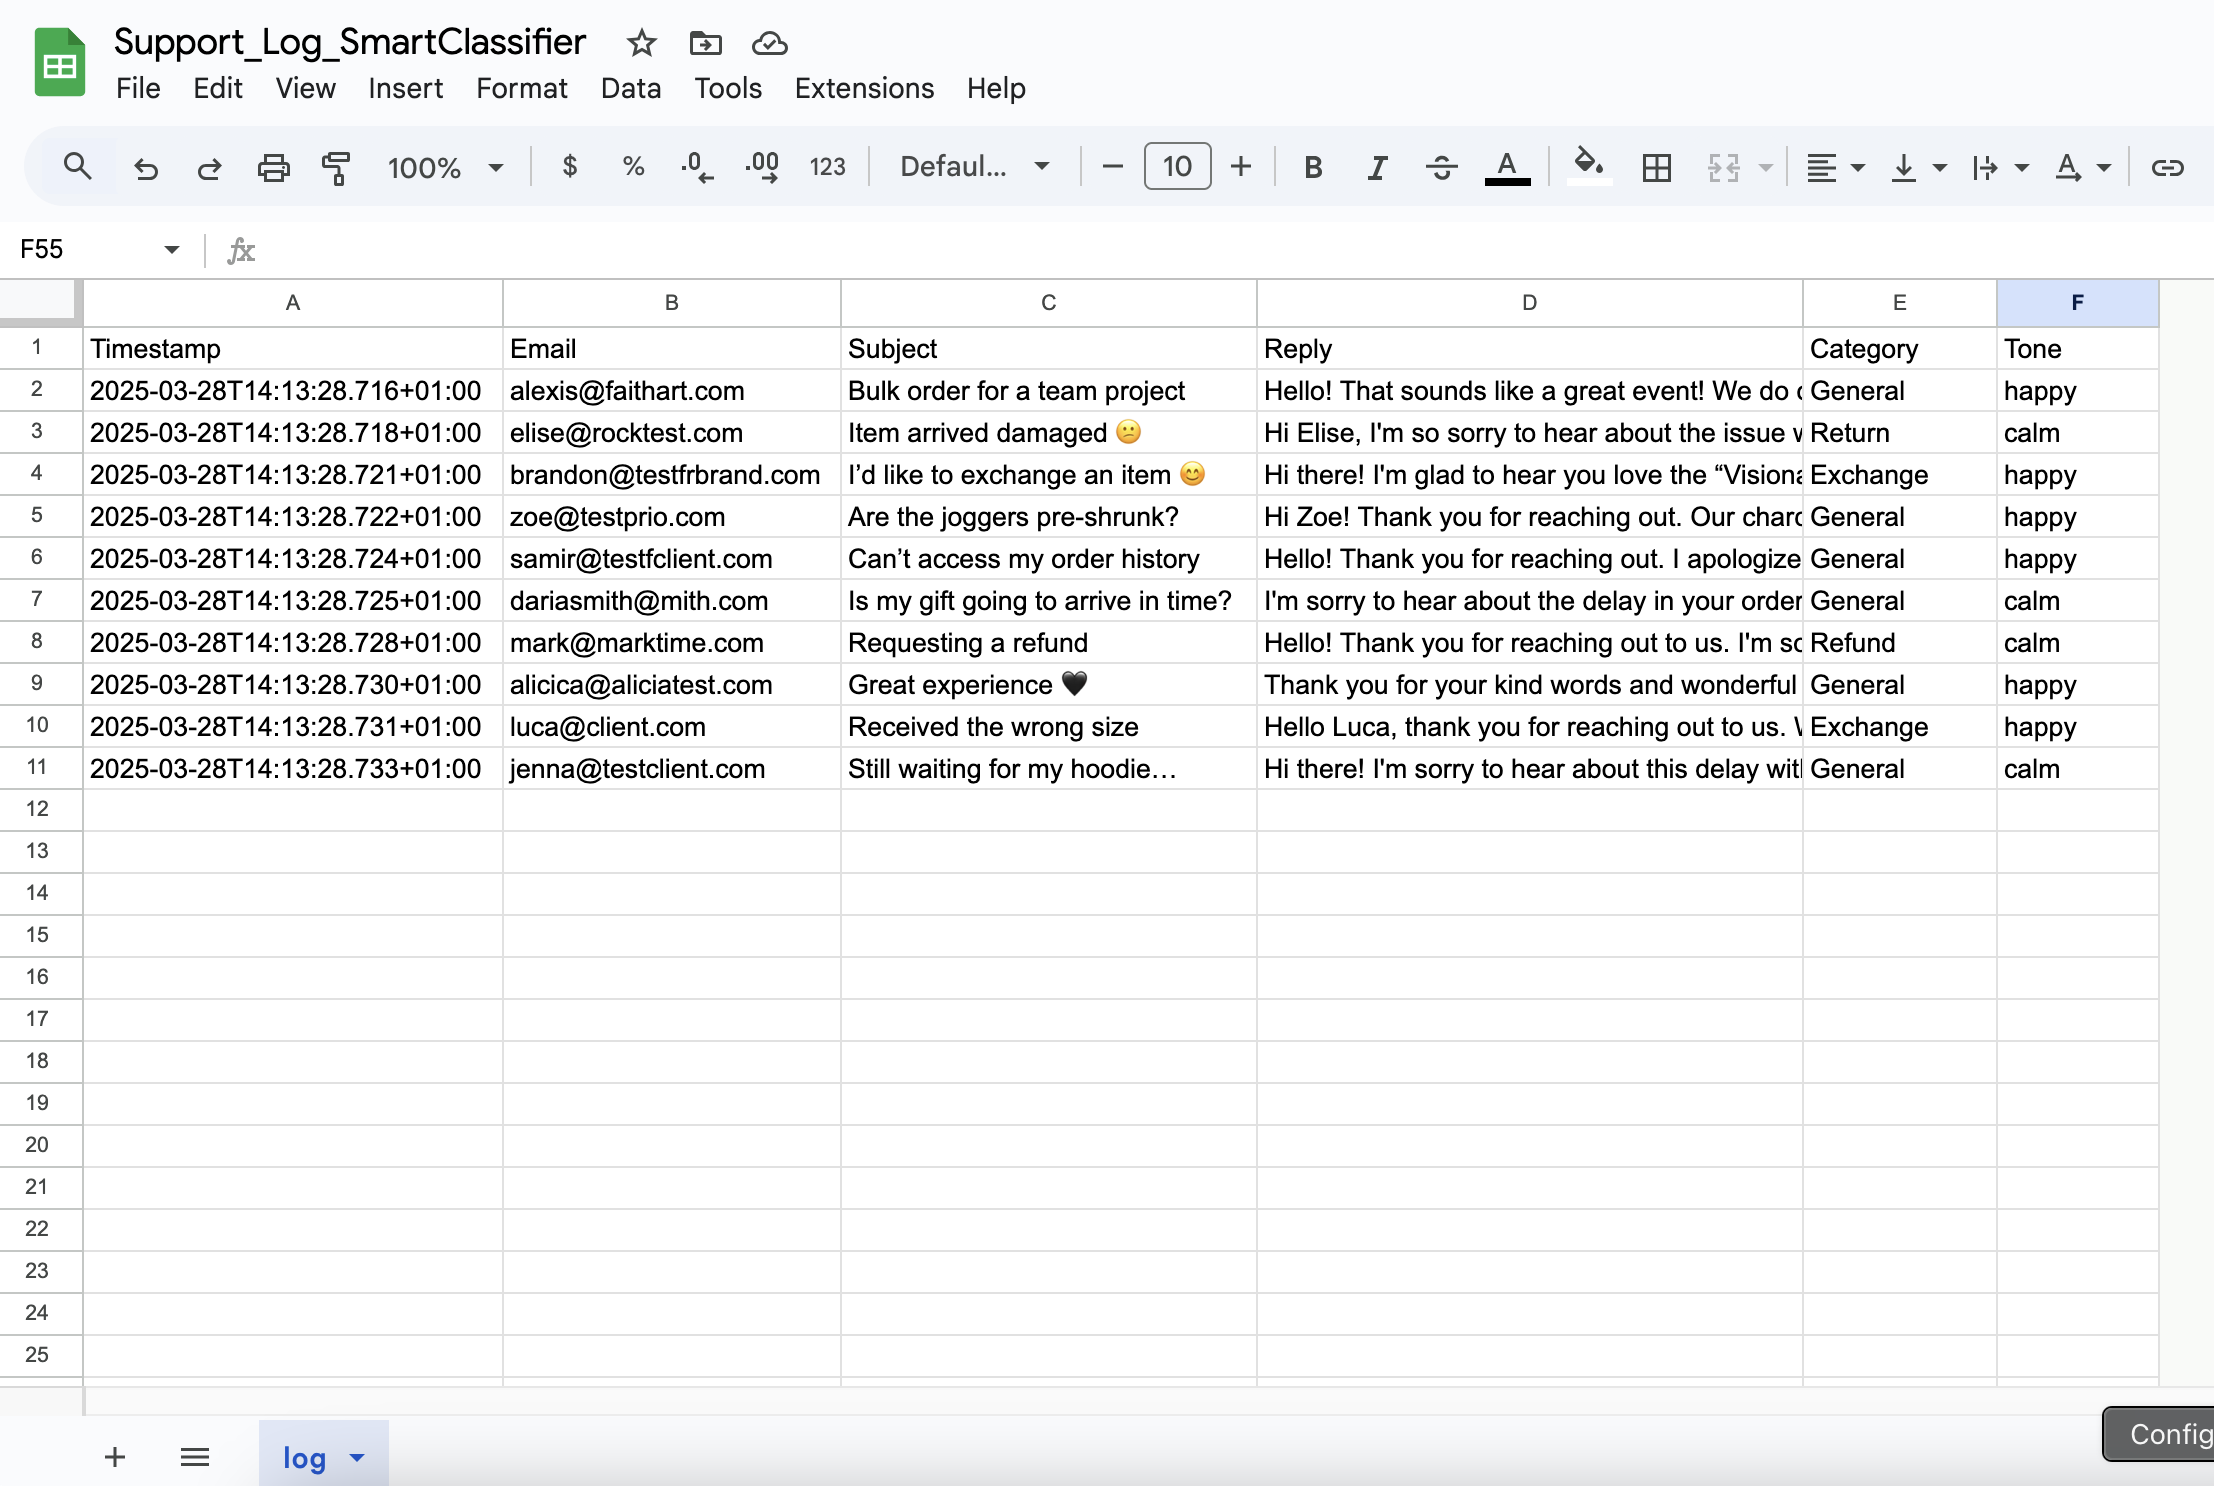 Support_Log_SmartClassifier
File Edit View Insert Format Data Tools Extensions Help
100% $ % .0 .00 123 Defaul... 10 B I S A A
F55 fx
A B C D E F
1 Timestamp Email Subject Reply Category Tone
2 2025-03-28T14:13:28.716+01:00 alexis@faithart.com Bulk order for a team project Hello! That sounds like a great event! We do General happy
3 2025-03-28T14:13:28.718+01:00 elise@rocktest.com Item arrived damaged 😕 Hi Elise, I'm so sorry to hear about the issue Return calm
4 2025-03-28T14:13:28.721+01:00 brandon@testfrbrand.com I’d like to exchange an item 😊 Hi there! I'm glad to hear you love the “Visiona Exchange happy
5 2025-03-28T14:13:28.722+01:00 zoe@testprio.com Are the joggers pre-shrunk? Hi Zoe! Thank you for reaching out. Our charc General happy
6 2025-03-28T14:13:28.724+01:00 samir@testfclient.com Can’t access my order history Hello! Thank you for reaching out. I apologize General happy
7 2025-03-28T14:13:28.725+01:00 dariasmith@mith.com Is my gift going to arrive in time? I'm sorry to hear about the delay in your order General calm
8 2025-03-28T14:13:28.728+01:00 mark@marktime.com Requesting a refund Hello! Thank you for reaching out to us. I'm so Refund calm
9 2025-03-28T14:13:28.730+01:00 alicica@aliciatest.com Great experience 🖤 Thank you for your kind words and wonderful General happy
10 2025-03-28T14:13:28.731+01:00 luca@client.com Received the wrong size Hello Luca, thank you for reaching out to us. Exchange happy
11 2025-03-28T14:13:28.733+01:00 jenna@testclient.com Still waiting for my hoodie… Hi there! I'm sorry to hear about this delay wit General calm
12
13
14
15
16
17
18
19
20
21
22
23
24
25
log
Config